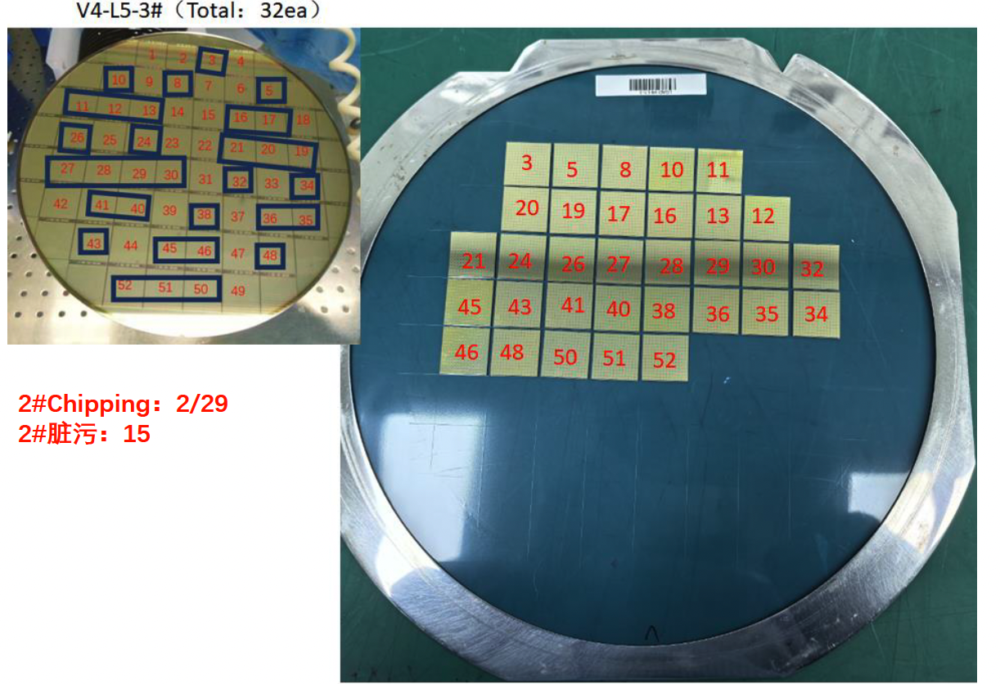 V4-L5-3#（Total：32ea）
1 2 3 4
10 9 8 7 6 5
11 12 13 14 15 16 17 18
26 25 24 23 22 21 20 19
27 28 29 30 31 32 33 34
42 41 40 39 38 37 36 35
43 44 45 46 47 48
52 51 50 49
3 5 8 10 11
20 19 17 16 13 12
21 24 26 27 28 29 30 32
45 43 41 40 38 36 35 34
46 48 50 51 52
2#Chipping：2/29
2#脏污：15